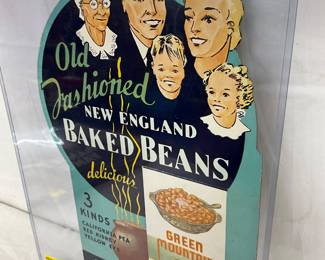 Old
Fashioned
NEW ENGLAND
BAKED BEANS
delicious
3
KINDS
CALIFORNIA PEA
RED KIDNEY
YELLOW EYE
GREEN
MOUNTAIN